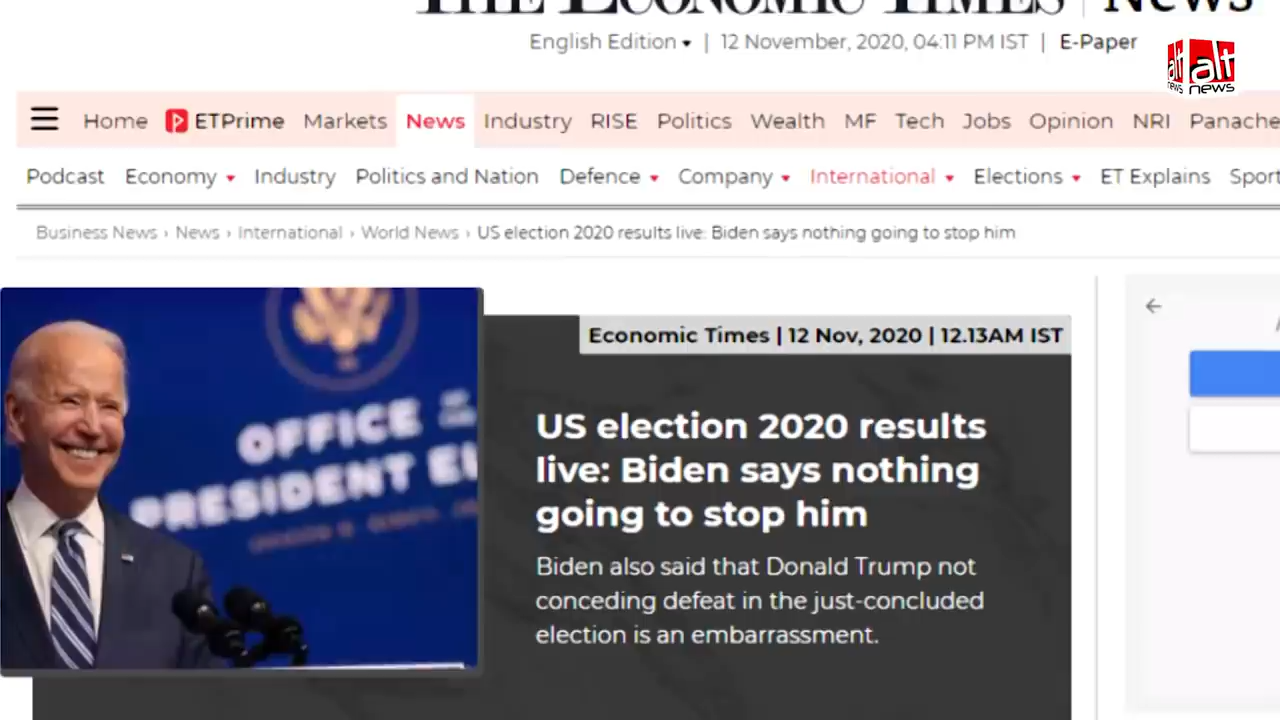 THE ECONOMIC TIMES | News
English Edition | 12 November, 2020, 04:11 PM IST | E-Paper
alt alt
news news
Home ETPrime Markets News Industry RISE Politics Wealth MF Tech Jobs Opinion NRI Panache
Podcast Economy Industry Politics and Nation Defence Company International Elections ET Explains Sport
Business News › News › International › World News › US election 2020 results live: Biden says nothing going to stop him
OFFICE
PRESIDENT EL
Economic Times | 12 Nov, 2020 | 12.13AM IST
US election 2020 results
live: Biden says nothing
going to stop him
Biden also said that Donald Trump not
conceding defeat in the just-concluded
election is an embarrassment.